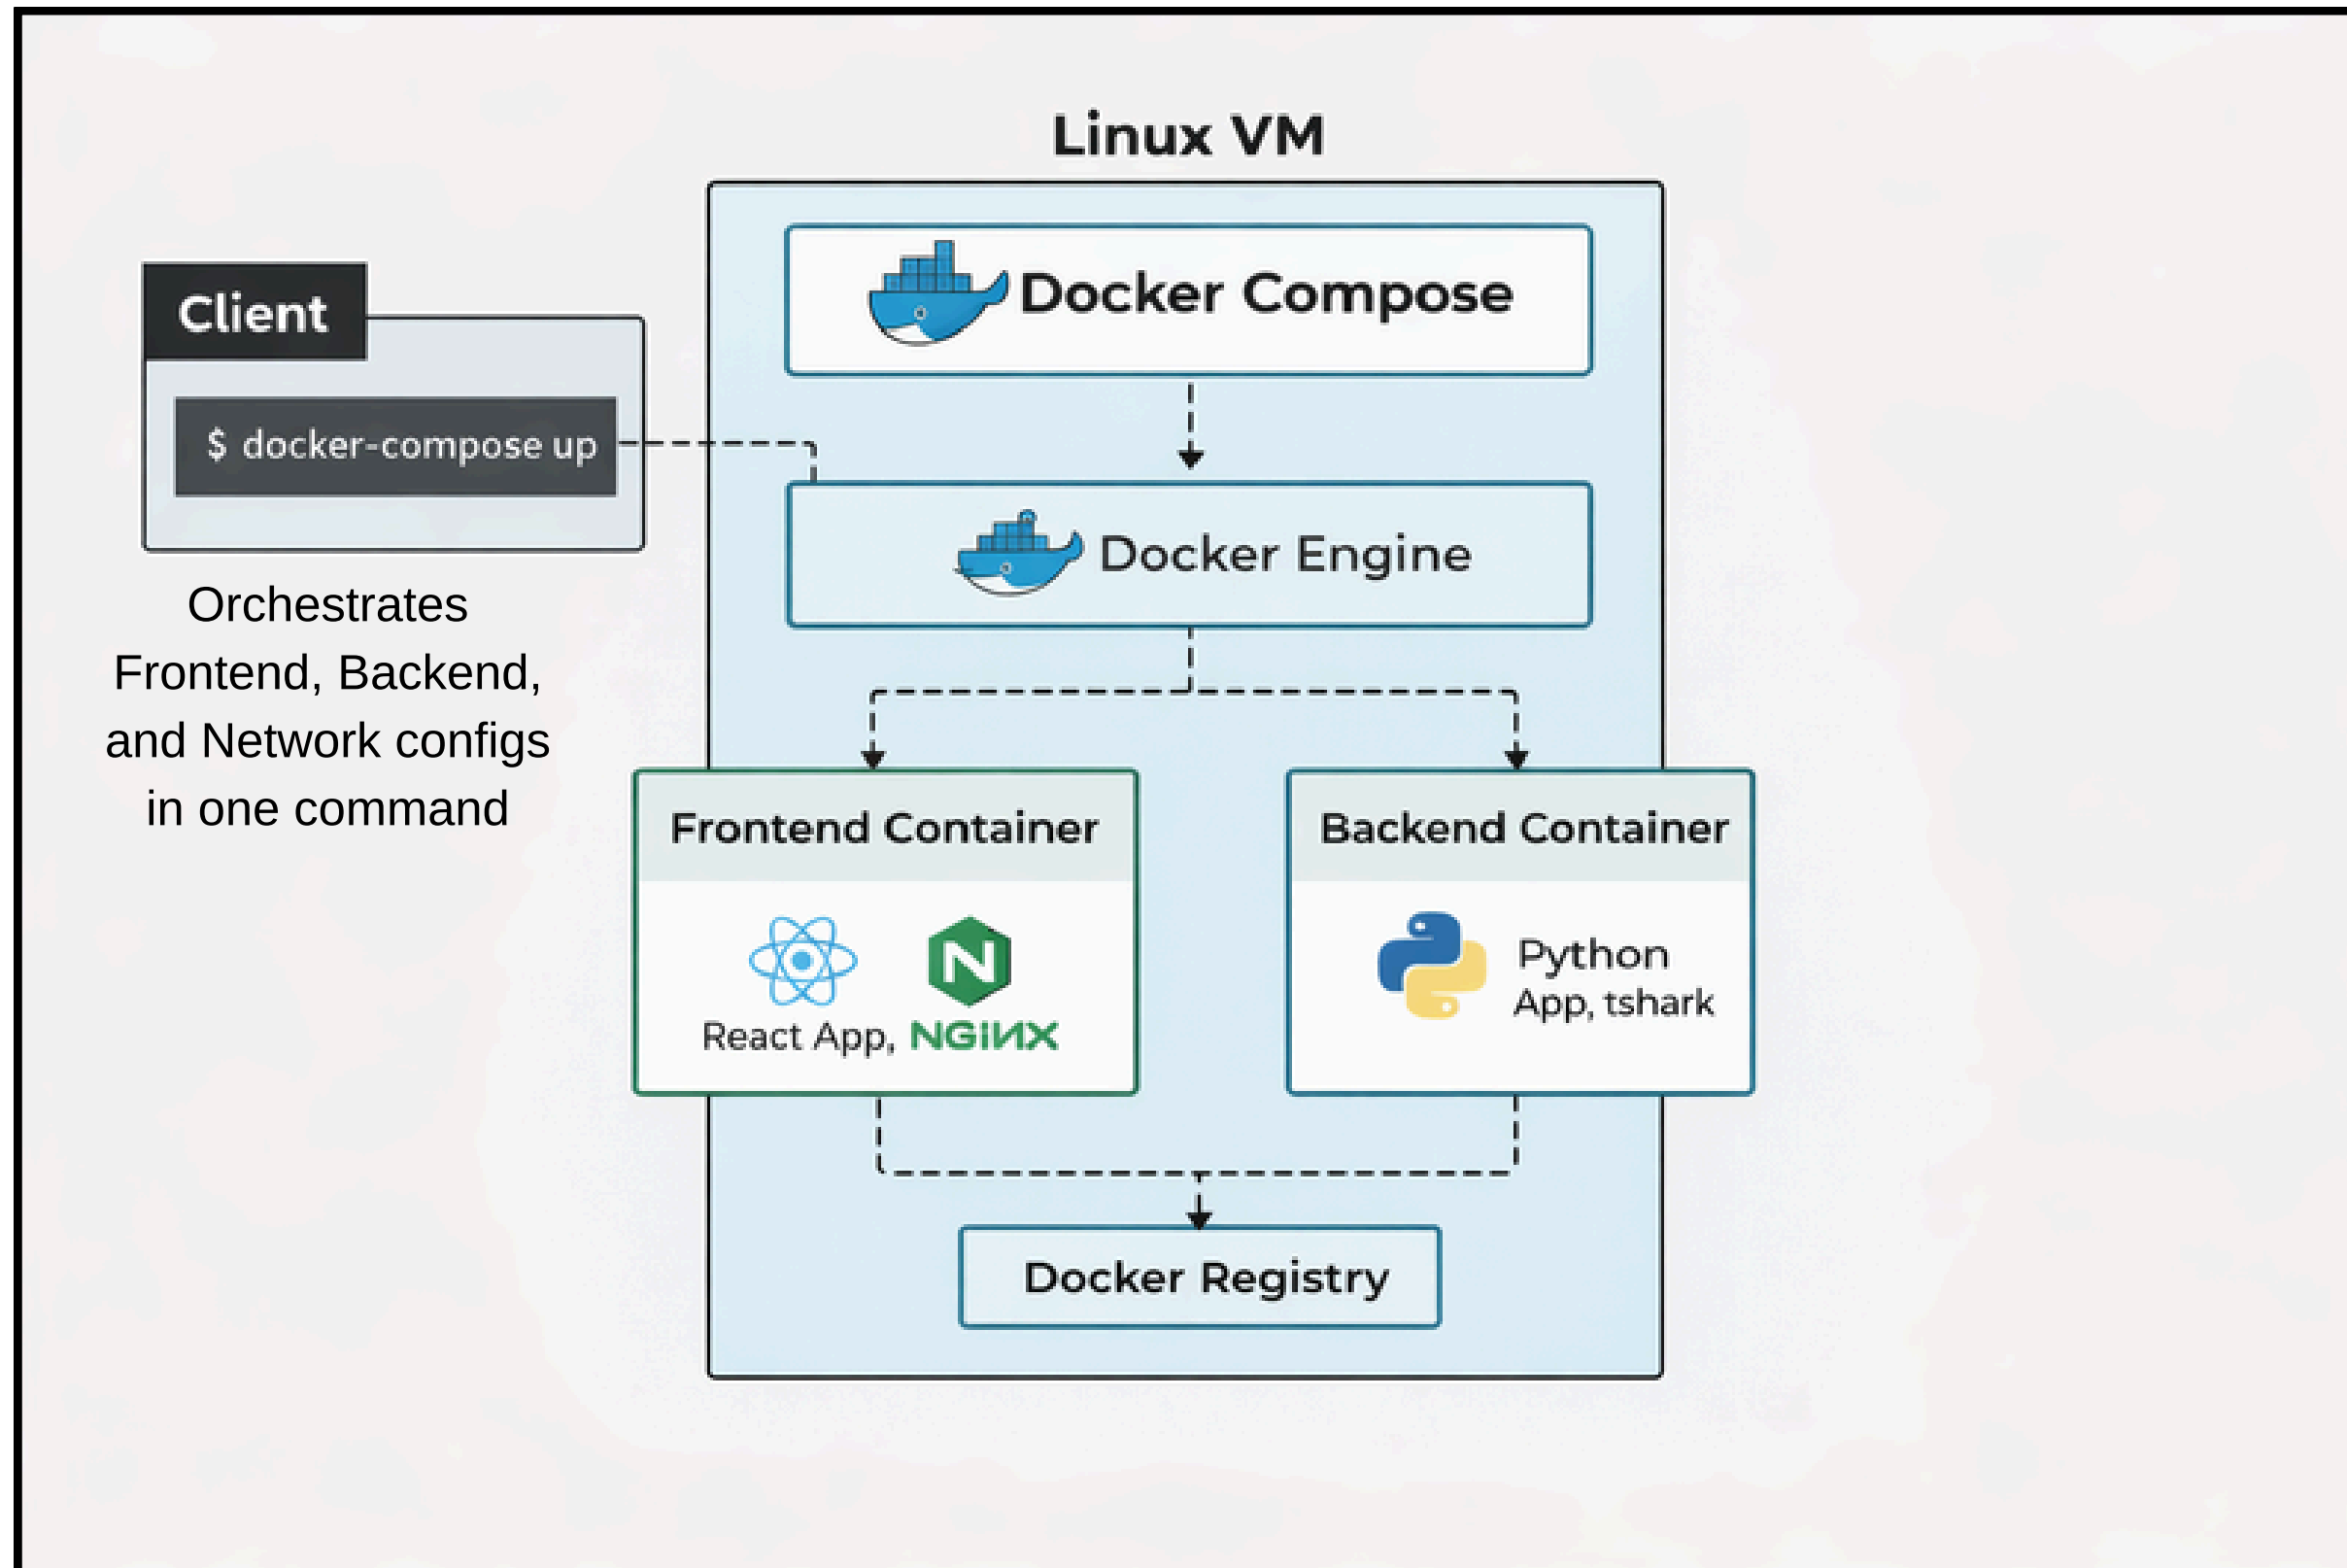 Linux VM
Docker Compose
Client
$ docker-compose up
Docker Engine
Orchestrates
Frontend, Backend,
and Network configs
in one command
Frontend Container
React App, NGINX
Backend Container
Python
App, tshark
Docker Registry